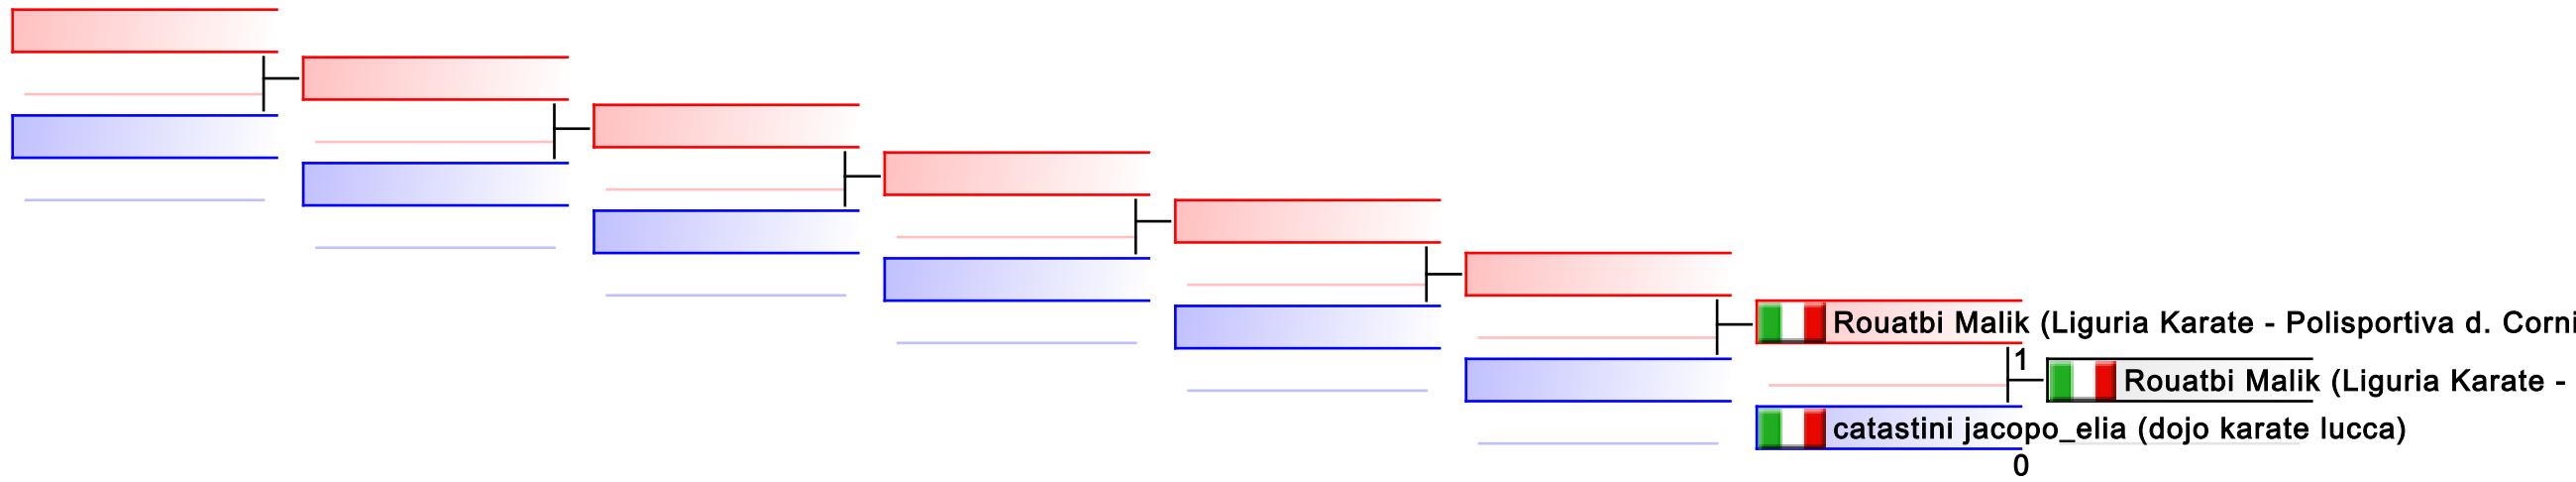 Rouatbi Malik (Liguria Karate - Polisportiva d. Corni
1
Rouatbi Malik (Liguria Karate -
catastini jacopo_elia (dojo karate lucca)
0